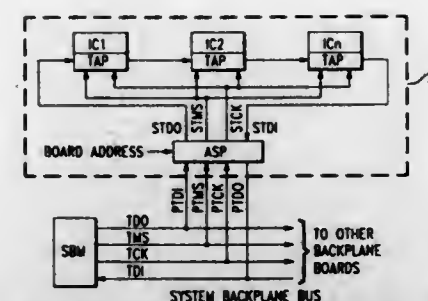 IC1 IC2 ICn
TAP TAP TAP
STDO STMS STCK STDI
BOARD ADDRESS ASP
PTDI PTMS PTCK PTDO
SBM TDO TO OTHER
TMS BACKPLANE
TCK BOARDS
TDI
SYSTEM BACKPLANE BUS